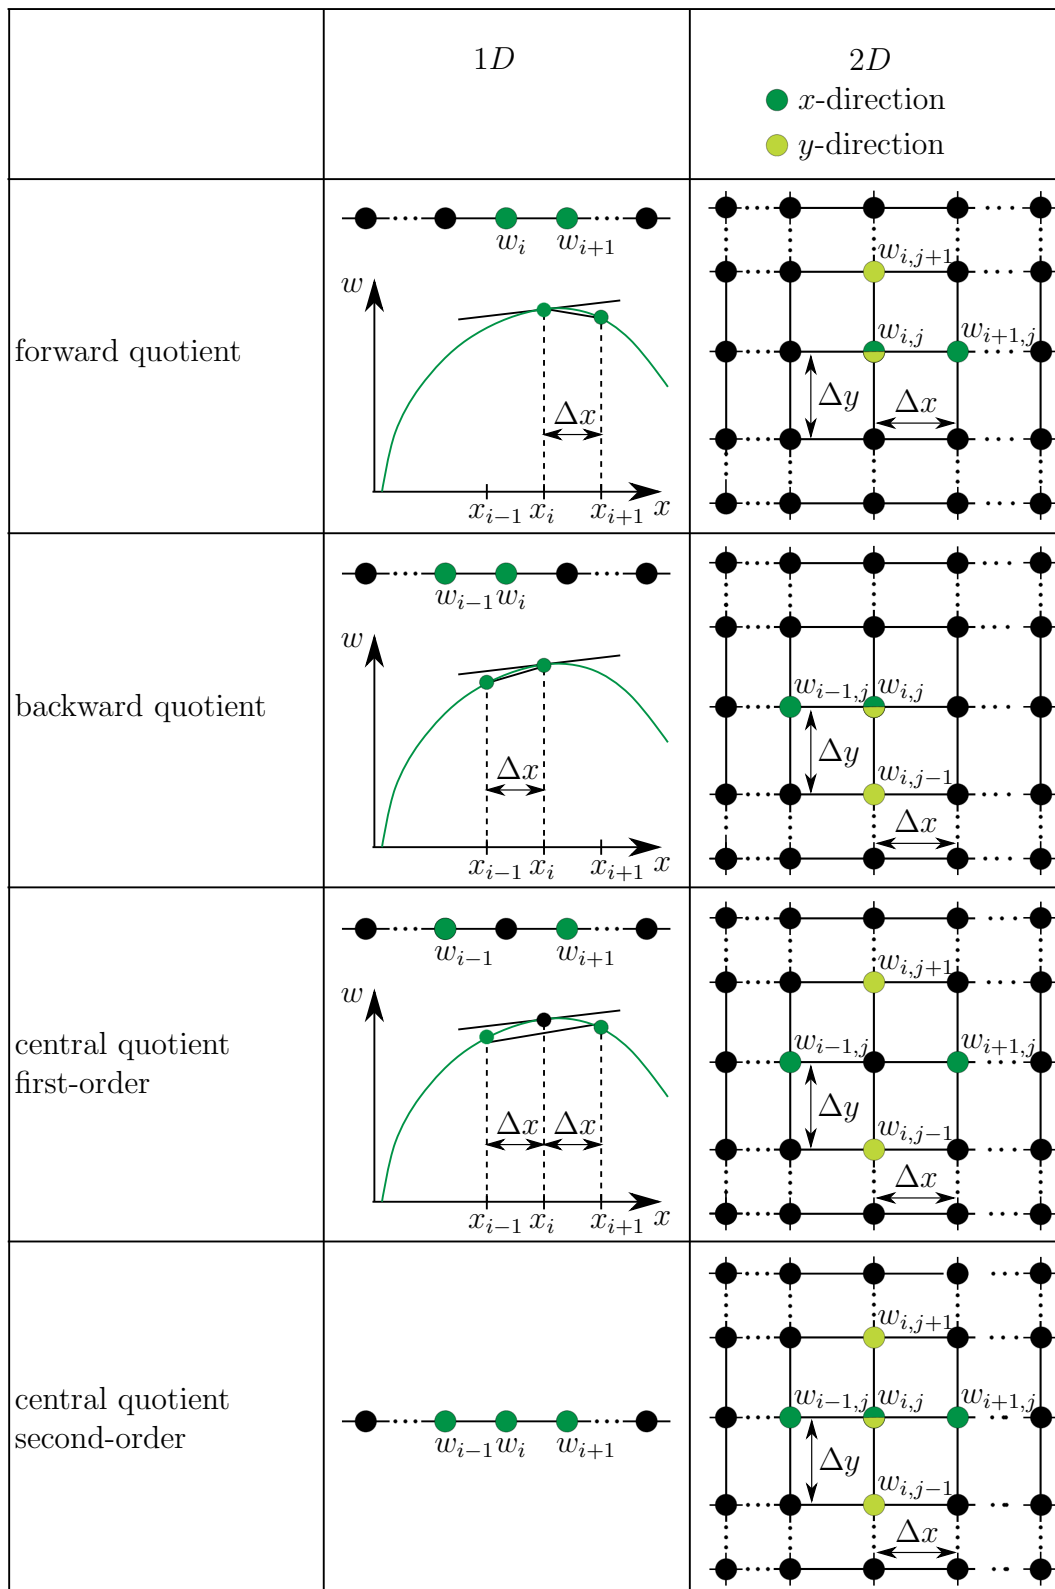 1D
2D
x-direction
y-direction
forward quotient
w_i w_{i+1}
w
Δx
x_{i−1} x_i x_{i+1} x
w_{i,j+1}
w_{i,j} w_{i+1,j}
Δy Δx
backward quotient
w_{i−1} w_i
w
Δx
x_{i−1} x_i x_{i+1} x
w_{i−1,j} w_{i,j}
Δy
w_{i,j−1}
Δx
central quotient
first-order
w_{i−1} w_{i+1}
w
Δx Δx
x_{i−1} x_i x_{i+1} x
w_{i,j+1}
w_{i−1,j} w_{i+1,j}
Δy
w_{i,j−1}
Δx
central quotient
second-order
w_{i−1} w_i w_{i+1}
w_{i,j+1}
w_{i−1,j} w_{i,j} w_{i+1,j}
Δy
w_{i,j−1}
Δx